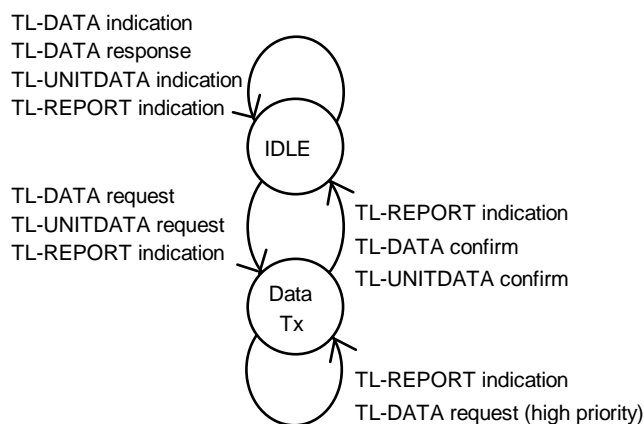 TL-DATA indication
TL-DATA response
TL-UNITDATA indication
TL-REPORT indication
IDLE
TL-DATA request
TL-UNITDATA request
TL-REPORT indication
TL-REPORT indication
TL-DATA confirm
TL-UNITDATA confirm
Data
Tx
TL-REPORT indication
TL-DATA request (high priority)